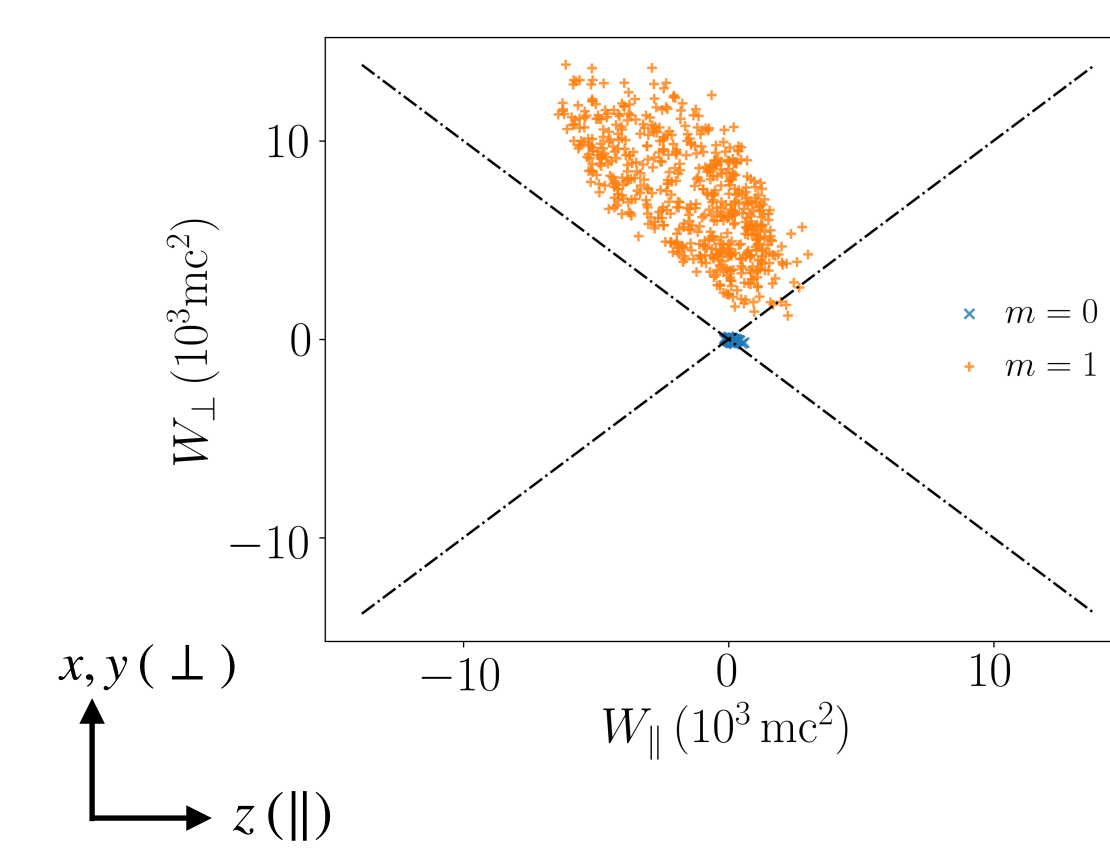 10
0
−10
W⊥ (10³mc²)
m = 0
m = 1
−10 0 10
W∥ (10³ mc²)
x, y ( ⊥ )
z (∥)